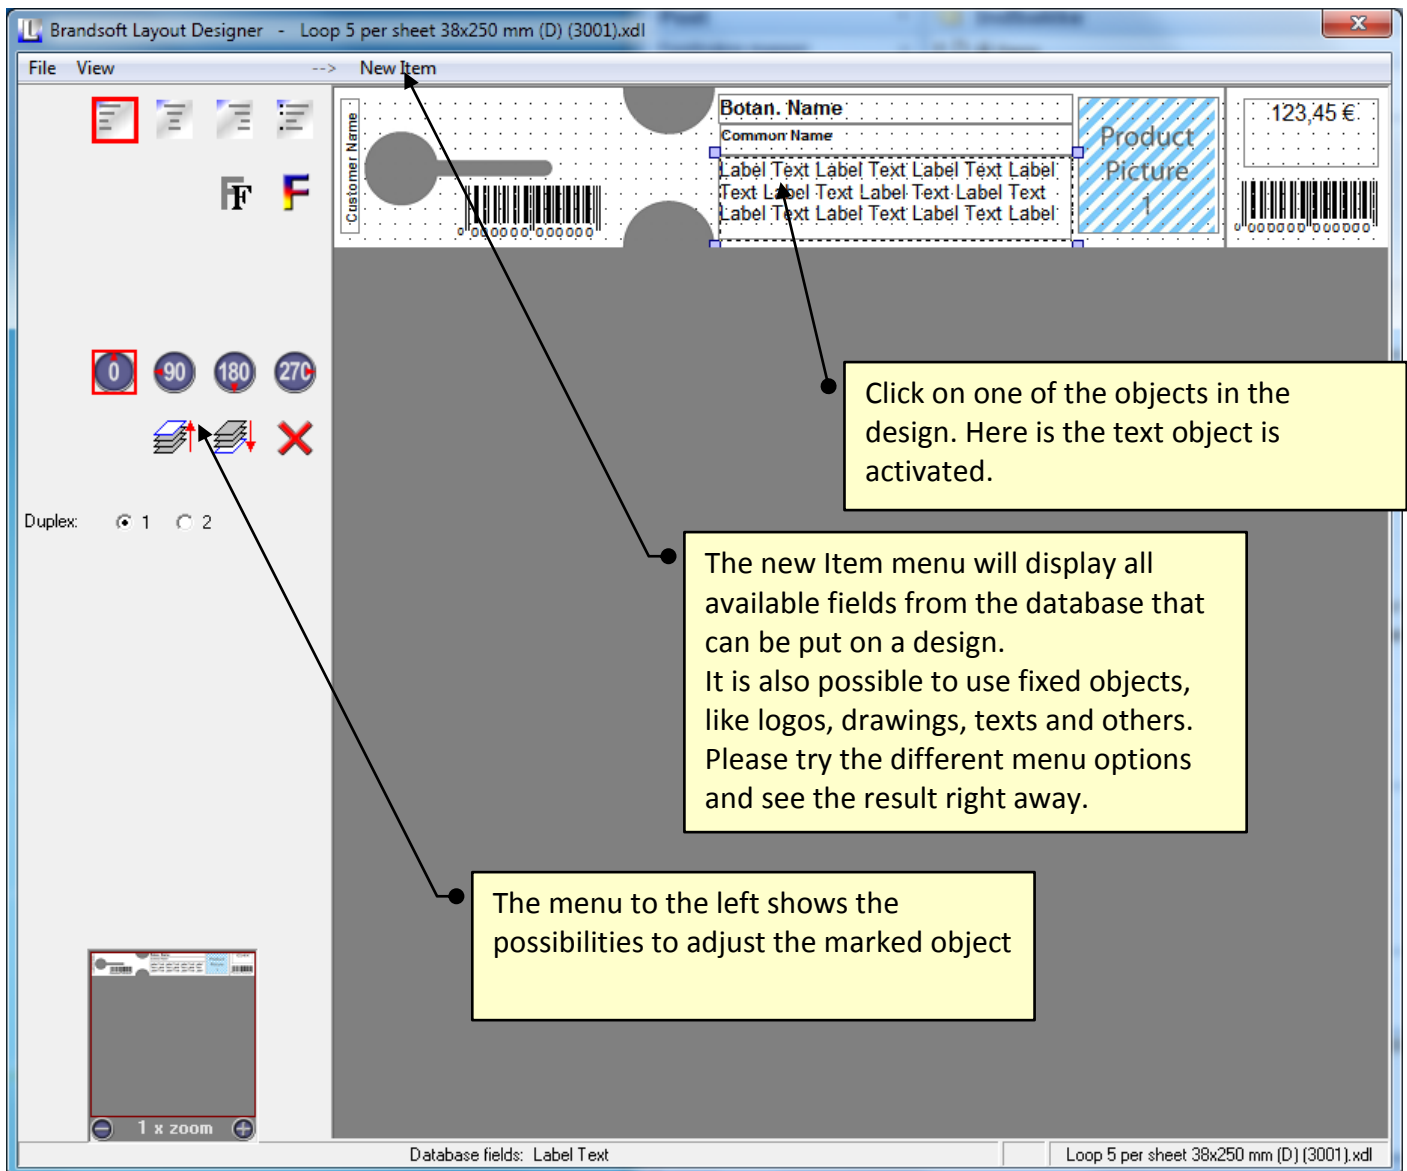 Brandsoft Layout Designer - Loop 5 per sheet 38x250 mm (D) (3001).xdl
File View --> New Item
Customer Name
0 000000 000000
Botan. Name
Common Name
Label Text Label Text Label Text Label
Text Label Text Label Text Label Text
Label Text Label Text Label Text Label
Product
Picture
1
123,45 €
0 000000 000000
F F F
0 90 180 270
Duplex: 1 2
Click on one of the objects in the
design. Here is the text object is
activated.
The new Item menu will display all
available fields from the database that
can be put on a design.
It is also possible to use fixed objects,
like logos, drawings, texts and others.
Please try the different menu options
and see the result right away.
The menu to the left shows the
possibilities to adjust the marked object
1 x zoom
Database fields: Label Text
Loop 5 per sheet 38x250 mm (D) (3001).xdl